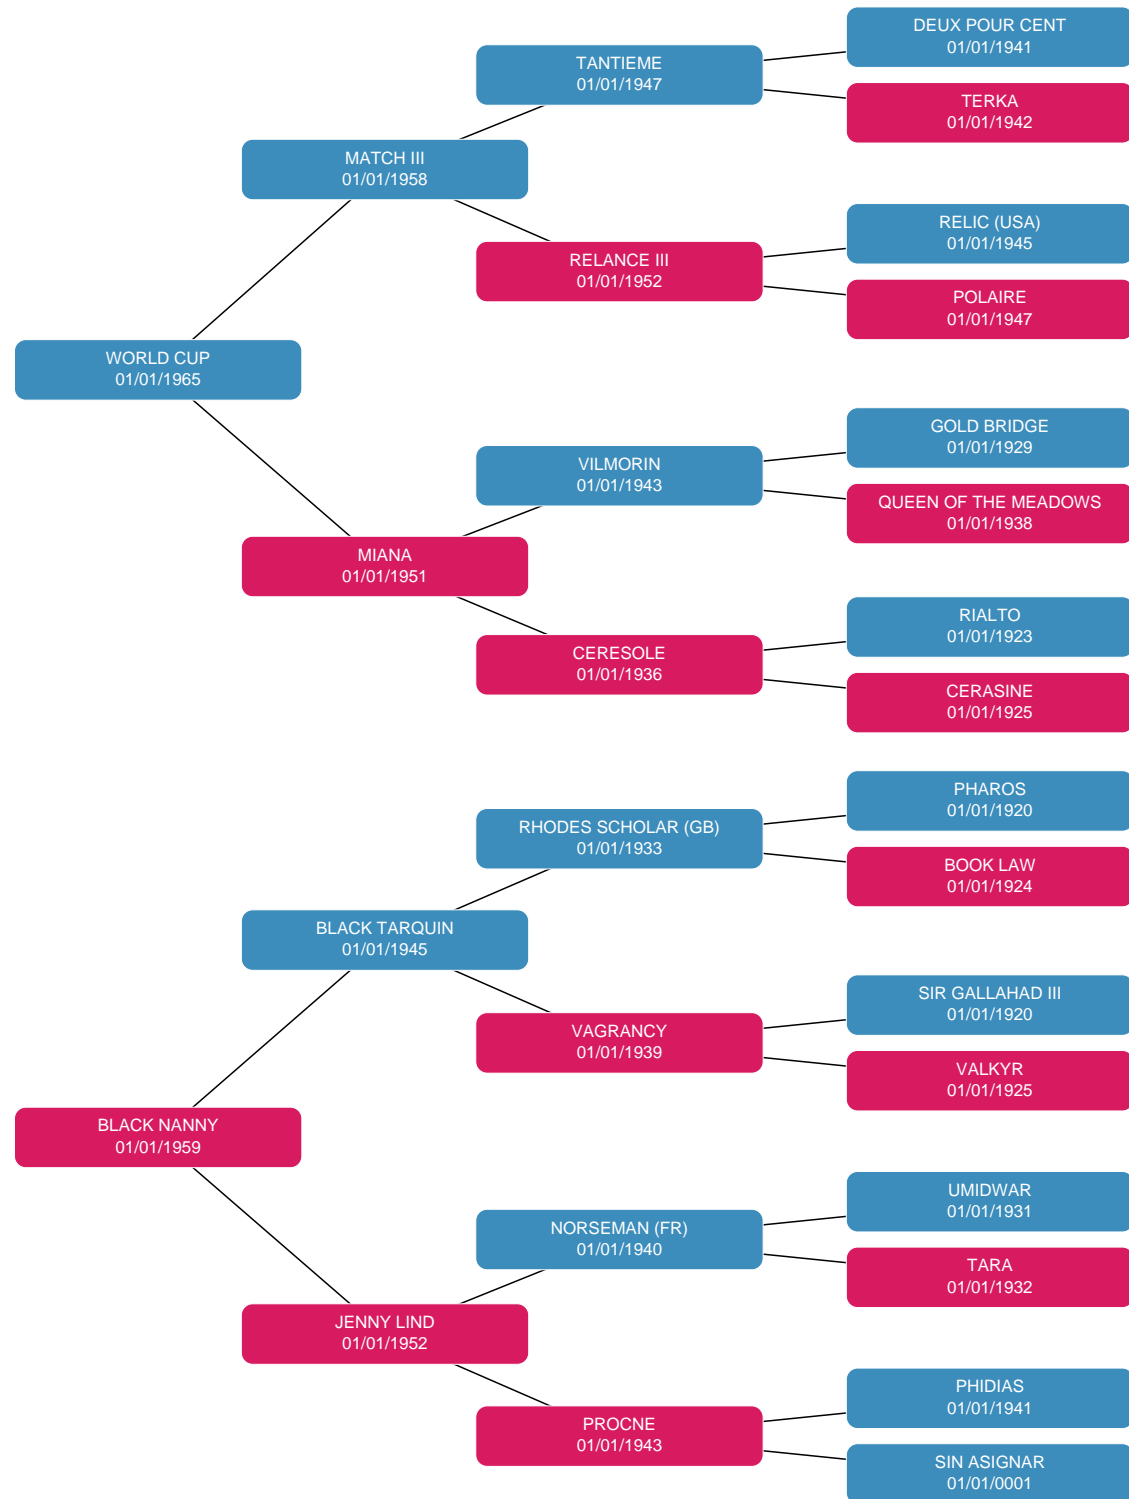 DEUX POUR CENT
01/01/1941
TANTIEME
01/01/1947
TERKA
01/01/1942
MATCH III
01/01/1958
RELIC (USA)
01/01/1945
RELANCE III
01/01/1952
POLAIRE
01/01/1947
WORLD CUP
01/01/1965
GOLD BRIDGE
01/01/1929
VILMORIN
01/01/1943
QUEEN OF THE MEADOWS
01/01/1938
MIANA
01/01/1951
RIALTO
01/01/1923
CERESOLE
01/01/1936
CERASINE
01/01/1925
PHAROS
01/01/1920
RHODES SCHOLAR (GB)
01/01/1933
BOOK LAW
01/01/1924
BLACK TARQUIN
01/01/1945
SIR GALLAHAD III
01/01/1920
VAGRANCY
01/01/1939
VALKYR
01/01/1925
BLACK NANNY
01/01/1959
UMIDWAR
01/01/1931
NORSEMAN (FR)
01/01/1940
TARA
01/01/1932
JENNY LIND
01/01/1952
PHIDIAS
01/01/1941
PROCNE
01/01/1943
SIN ASIGNAR
01/01/0001